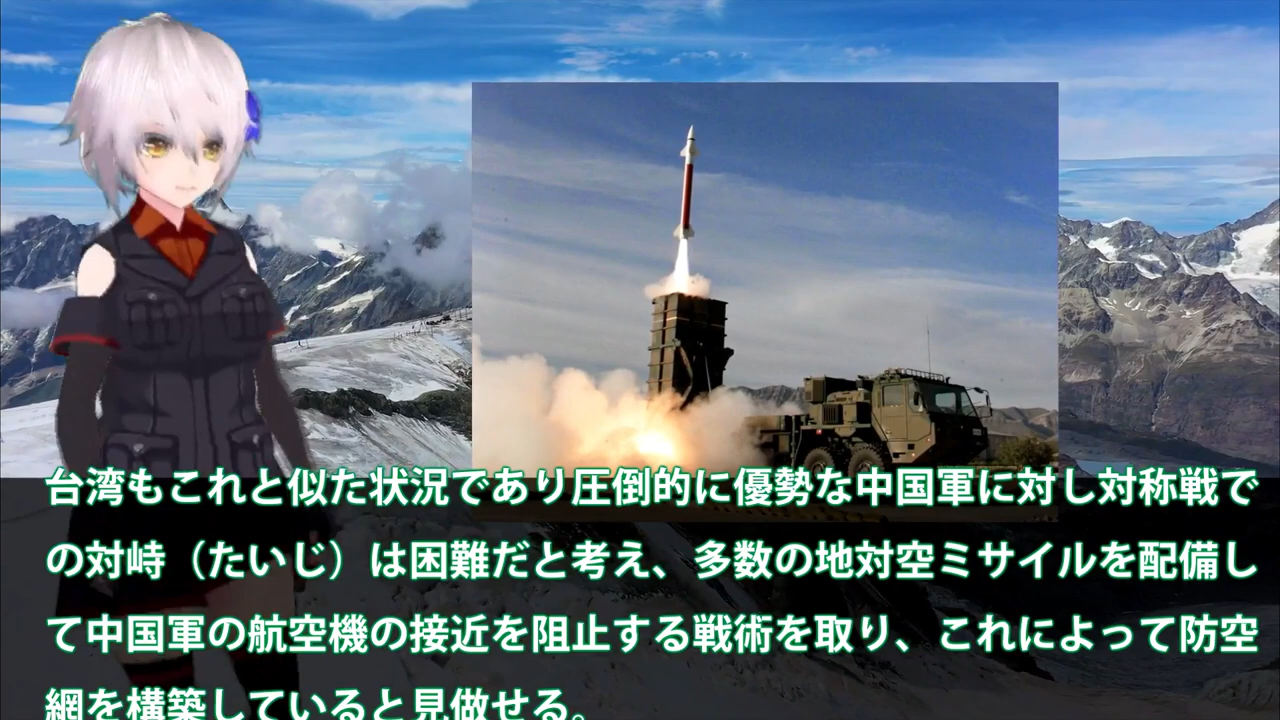 台湾もこれと似た状況であり圧倒的に優勢な中国軍に対し対称戦で
の対峙（たいじ）は困難だと考え、多数の地対空ミサイルを配備し
て中国軍の航空機の接近を阻止する戦術を取り、これによって防空
網を構築していると見做せる。